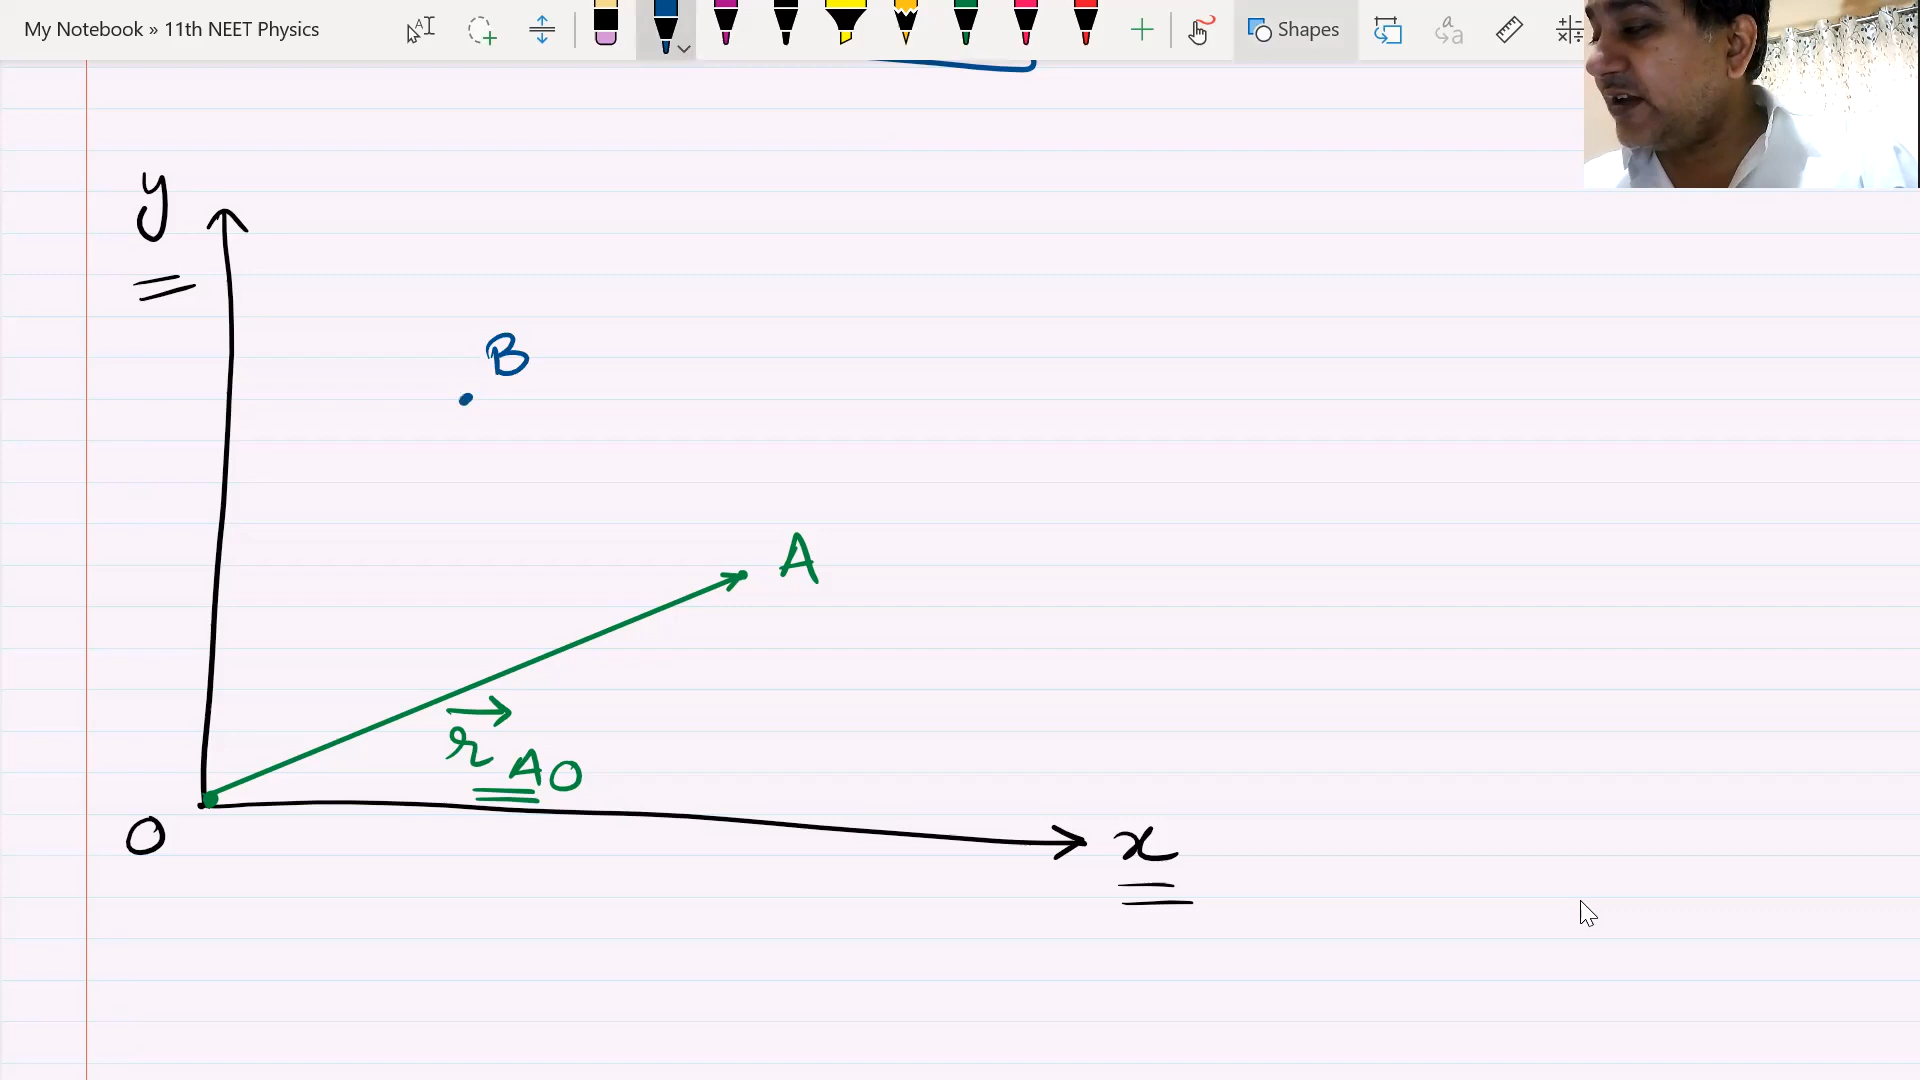 My Notebook » 11th NEET Physics
Shapes
y
B
A
r⃗ AO
O
x